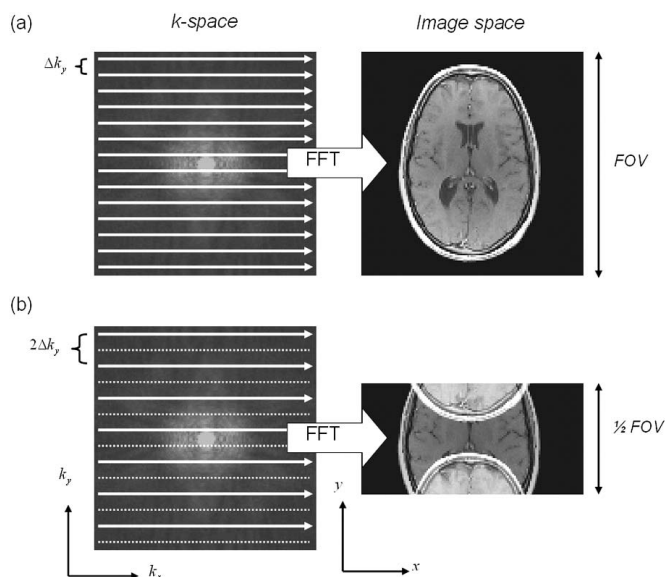 (a)
k-space
Image space
Δk_y
FFT
FOV
(b)
2Δk_y
FFT
½ FOV
k_y
y
k_x
x